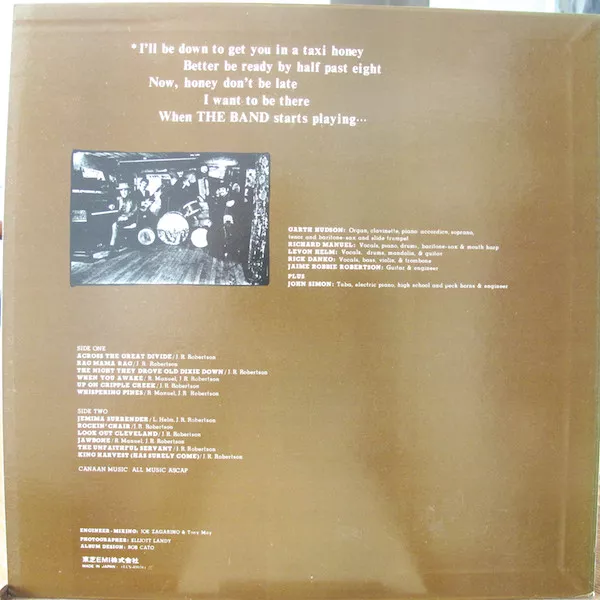 *I'll be down to get you in a taxi honey
Better be ready by half past eight
Now, honey don't be late
I want to be there
When THE BAND starts playing...
GARTH HUDSON: Organ, clavinette, piano accordion, soprano,
tenor and baritone-sax and slide trumpet
RICHARD MANUEL: Vocals, piano, drums, baritone-sax & mouth harp
LEVON HELM: Vocals, drums, mandolin, & guitar
RICK DANKO: Vocals, bass, violin, & trombone
JAIME ROBBIE ROBERTSON: Guitar & engineer
PLUS
JOHN SIMON: Tuba, electric piano, high school and peck horns & engineer
SIDE ONE
ACROSS THE GREAT DIVIDE/J. R. Robertson
RAG MAMA RAG/J. R. Robertson
THE NIGHT THEY DROVE OLD DIXIE DOWN/J. R. Robertson
WHEN YOU AWAKE/R. Manuel, J. R. Robertson
UP ON CRIPPLE CREEK/J. R. Robertson
WHISPERING PINES/R. Manuel, J. R. Robertson
SIDE TWO
JEMIMA SURRENDER/L. Helm, J. R. Robertson
ROCKIN' CHAIR/J. R. Robertson
LOOK OUT CLEVELAND/J. R. Robertson
JAWBONE/R. Manuel, J. R. Robertson
THE UNFAITHFUL SERVANT/J. R. Robertson
KING HARVEST (HAS SURELY COME)/J. R. Robertson
CANAAN MUSIC ALL MUSIC ASCAP
ENGINEER-MIXING: JOE ZAGARINO & Tony May
PHOTOGRAPHER: ELLIOTT LANDY
ALBUM DESIGN: BOB CATO
東芝EMI株式会社
MADE IN JAPAN